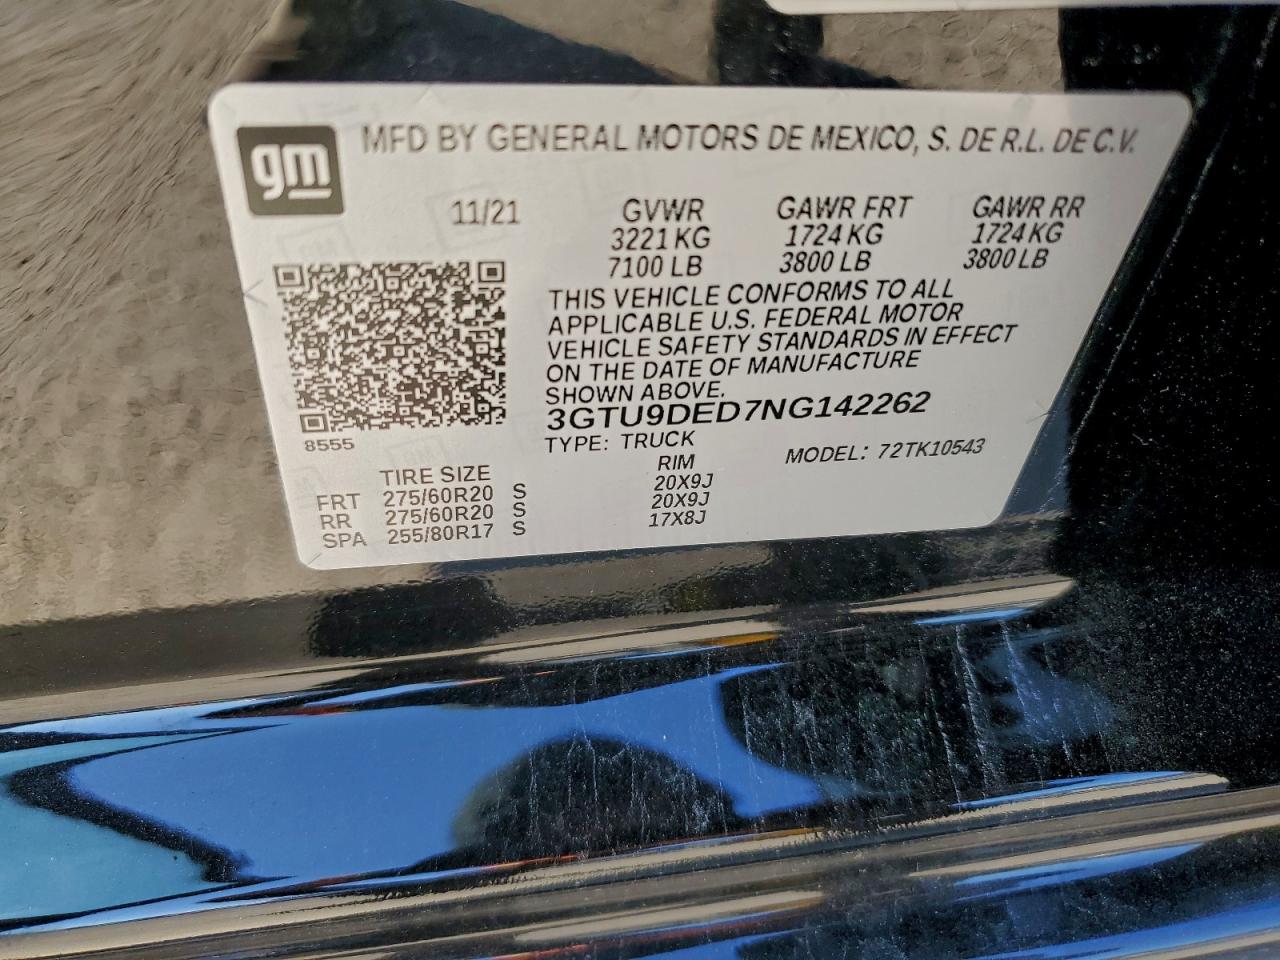 gm
MFD BY GENERAL MOTORS DE MEXICO, S. DE R.L. DE C.V.
11/21 GVWR GAWR FRT GAWR RR
3221 KG 1724 KG 1724 KG
7100 LB 3800 LB 3800 LB
THIS VEHICLE CONFORMS TO ALL
APPLICABLE U.S. FEDERAL MOTOR
VEHICLE SAFETY STANDARDS IN EFFECT
ON THE DATE OF MANUFACTURE
SHOWN ABOVE.
3GTU9DED7NG142262
8555
TYPE: TRUCK MODEL: 72TK10543
TIRE SIZE RIM
FRT 275/60R20 S 20X9J
RR 275/60R20 S 20X9J
SPA 255/80R17 S 17X8J